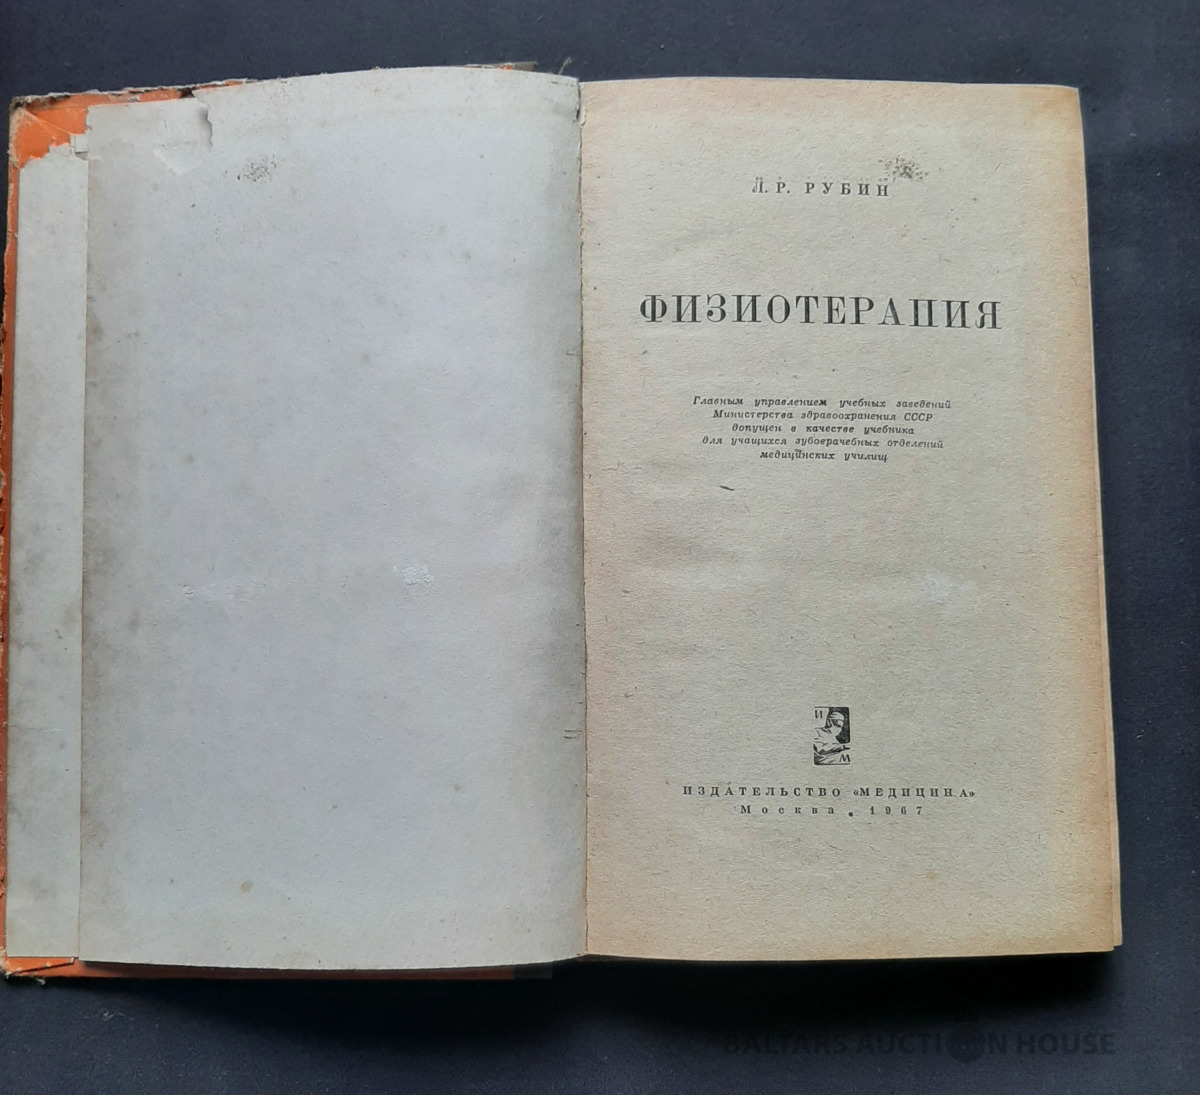 Л. Р. РУБИН
ФИЗИОТЕРАПИЯ
Главным управлением учебных заведений
Министерства здравоохранения СССР
допущен в качестве учебника
для учащихся зубоврачебных отделений
медицинских училищ
И
М
ИЗДАТЕЛЬСТВО «МЕДИЦИНА»
Москва . 1967
BALTARS AUCTION HOUSE